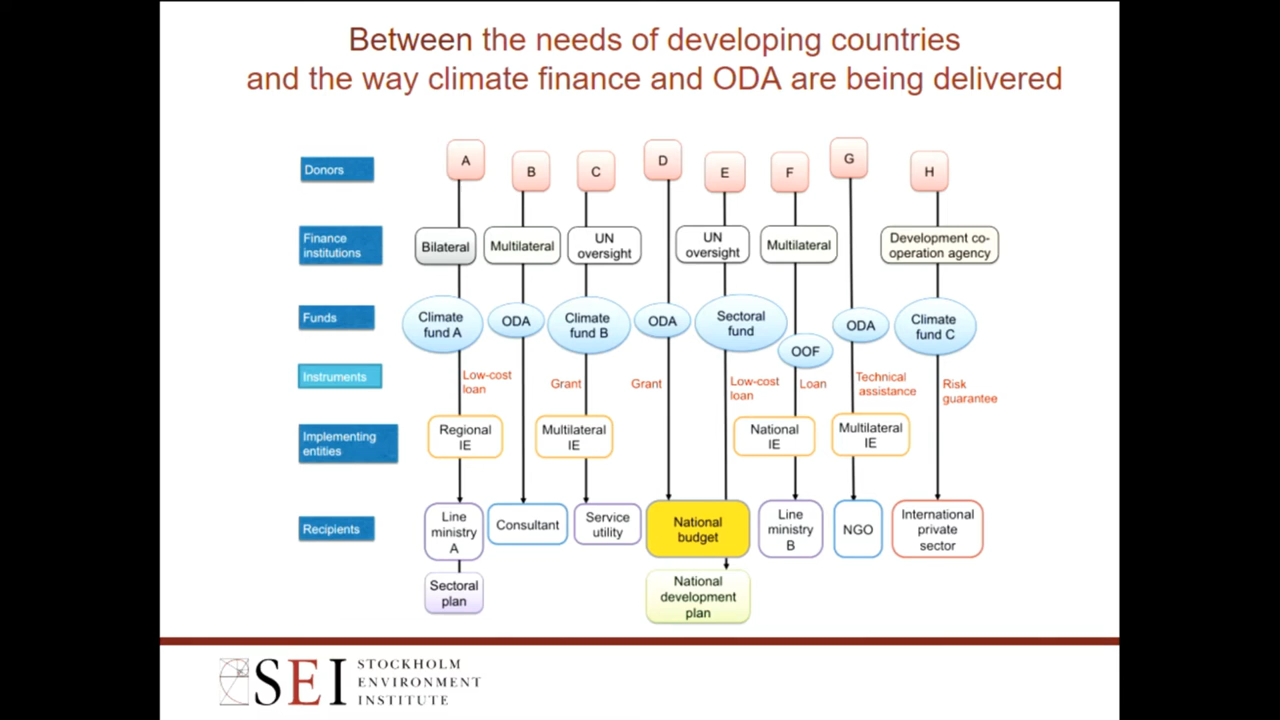 Between the needs of developing countries
and the way climate finance and ODA are being delivered
Donors
A
B
C
D
E
F
G
H
Finance
institutions
Bilateral
Multilateral
UN
oversight
UN
oversight
Multilateral
Development co-
operation agency
Funds
Climate
fund A
ODA
Climate
fund B
ODA
Sectoral
fund
OOF
ODA
Climate
fund C
Instruments
Low-cost
loan
Grant
Grant
Low-cost
loan
Loan
Technical
assistance
Risk
guarantee
Implementing
entities
Regional
IE
Multilateral
IE
National
IE
Multilateral
IE
Recipients
Line
ministry
A
Consultant
Service
utility
National
budget
Line
ministry
B
NGO
International
private
sector
Sectoral
plan
National
development
plan
SEI
STOCKHOLM
ENVIRONMENT
INSTITUTE